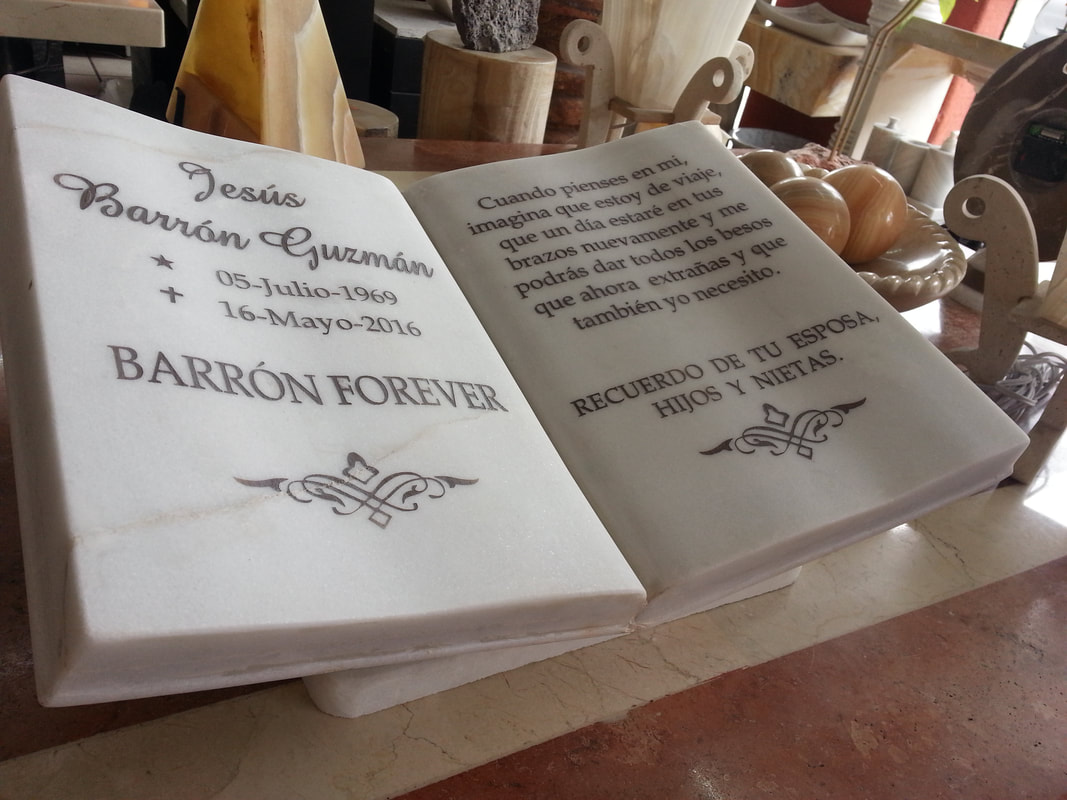 Jesús
Barrón Guzmán
★ 05-Julio-1969
✝ 16-Mayo-2016
BARRÓN FOREVER
Cuando pienses en mi,
imagina que estoy de viaje,
que un día estaré en tus
brazos nuevamente y me
podrás dar todos los besos
que ahora extrañas y que
también yo necesito.
RECUERDO DE TU ESPOSA,
HIJOS Y NIETAS.